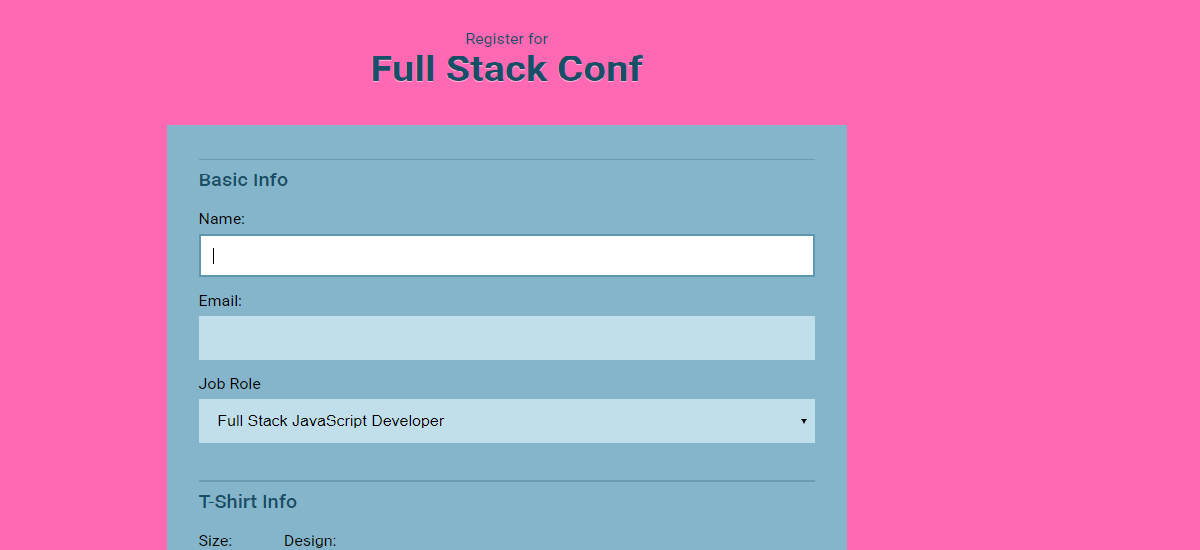 Register for
Full Stack Conf
Basic Info
Name:
Email:
Job Role
Full Stack JavaScript Developer
T-Shirt Info
Size: Design: